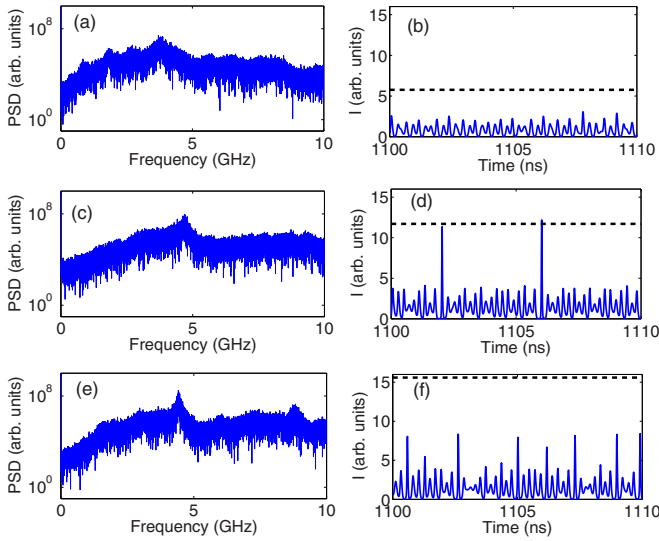 (a)
PSD (arb. units)
10^8
10^0
0 5 10
Frequency (GHz)
(b)
I (arb. units)
15
10
5
0
1100 1105 1110
Time (ns)
(c)
PSD (arb. units)
10^8
10^0
0 5 10
Frequency (GHz)
(d)
I (arb. units)
15
10
5
0
1100 1105 1110
Time (ns)
(e)
PSD (arb. units)
10^8
10^0
0 5 10
Frequency (GHz)
(f)
I (arb. units)
15
10
5
0
1100 1105 1110
Time (ns)